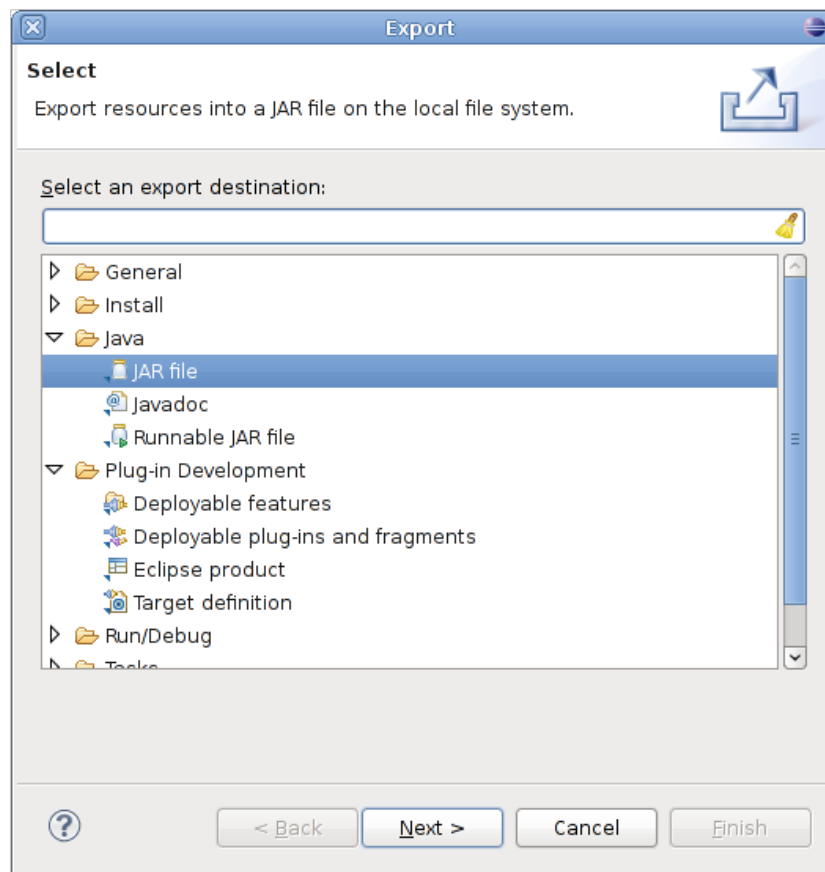 Export
Select
Export resources into a JAR file on the local file system.
Select an export destination:
General
Install
Java
JAR file
Javadoc
Runnable JAR file
Plug-in Development
Deployable features
Deployable plug-ins and fragments
Eclipse product
Target definition
Run/Debug
Tasks
< Back Next > Cancel Finish